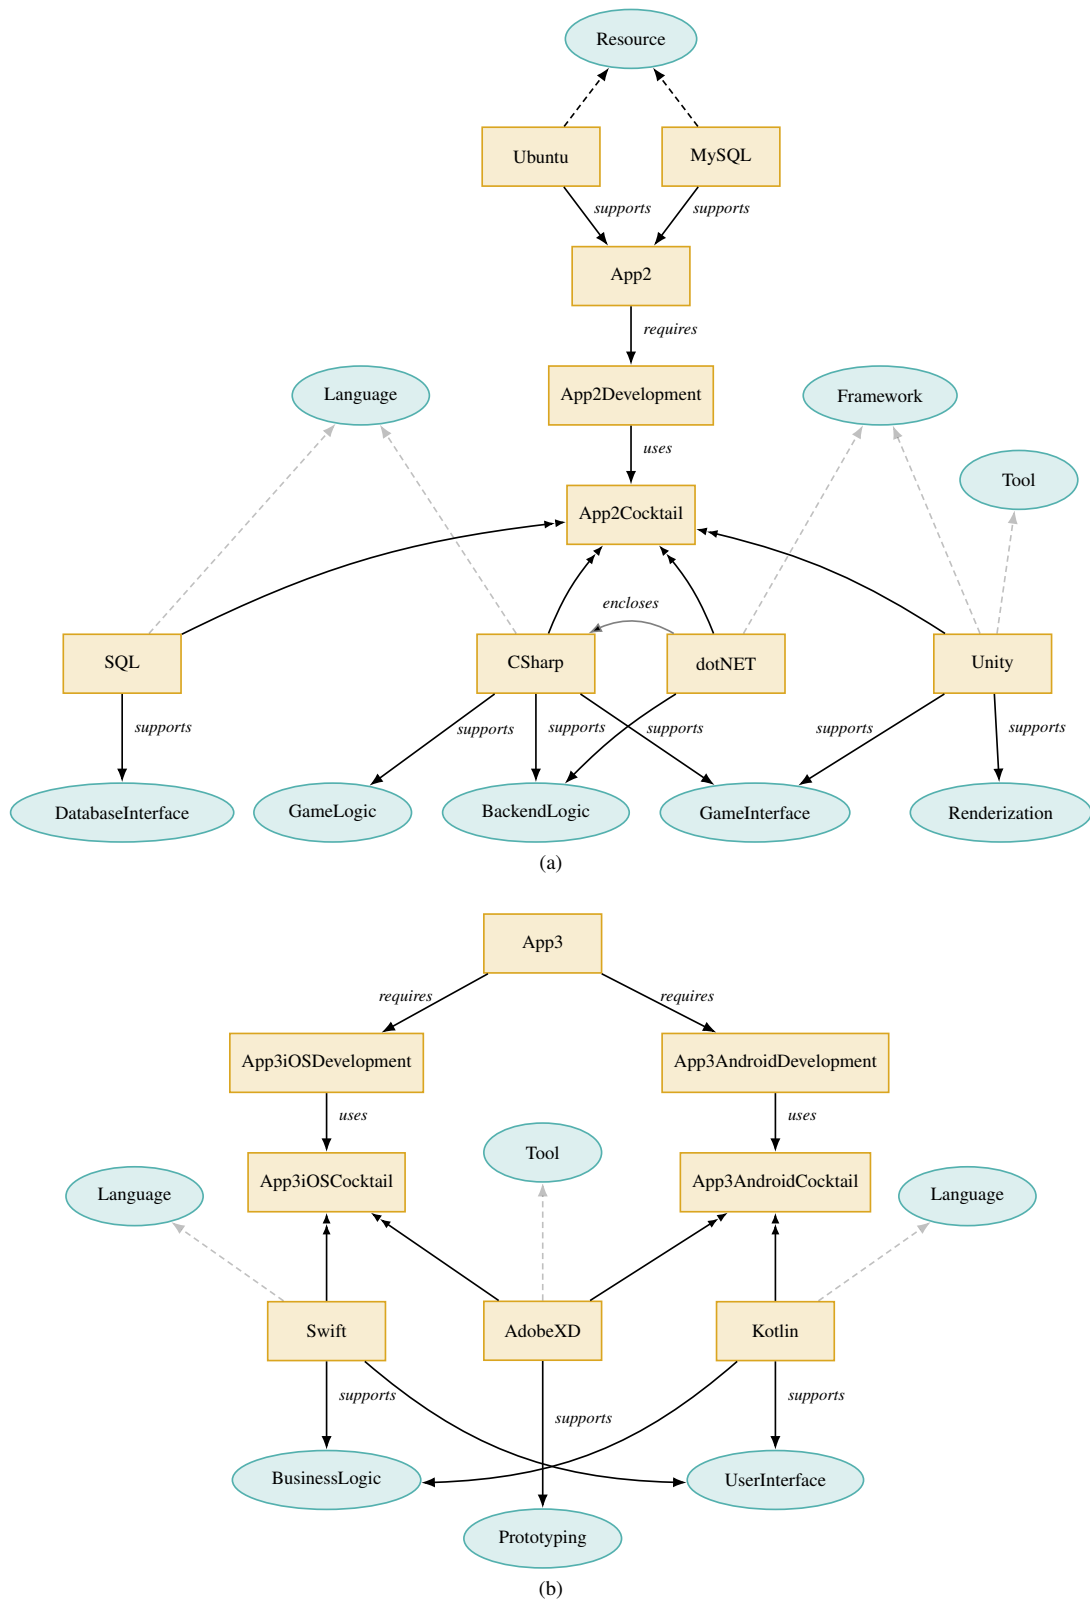 Resource
Ubuntu
MySQL
supports
supports
App2
requires
Language
App2Development
Framework
uses
Tool
App2Cocktail
encloses
SQL
CSharp
dotNET
Unity
supports
supports
supports
supports
supports
supports
DatabaseInterface
GameLogic
BackendLogic
GameInterface
Renderization
(a)
App3
requires
requires
App3iOSDevelopment
App3AndroidDevelopment
uses
uses
Tool
App3iOSCocktail
App3AndroidCocktail
Language
Language
Swift
AdobeXD
Kotlin
supports
supports
supports
BusinessLogic
UserInterface
Prototyping
(b)